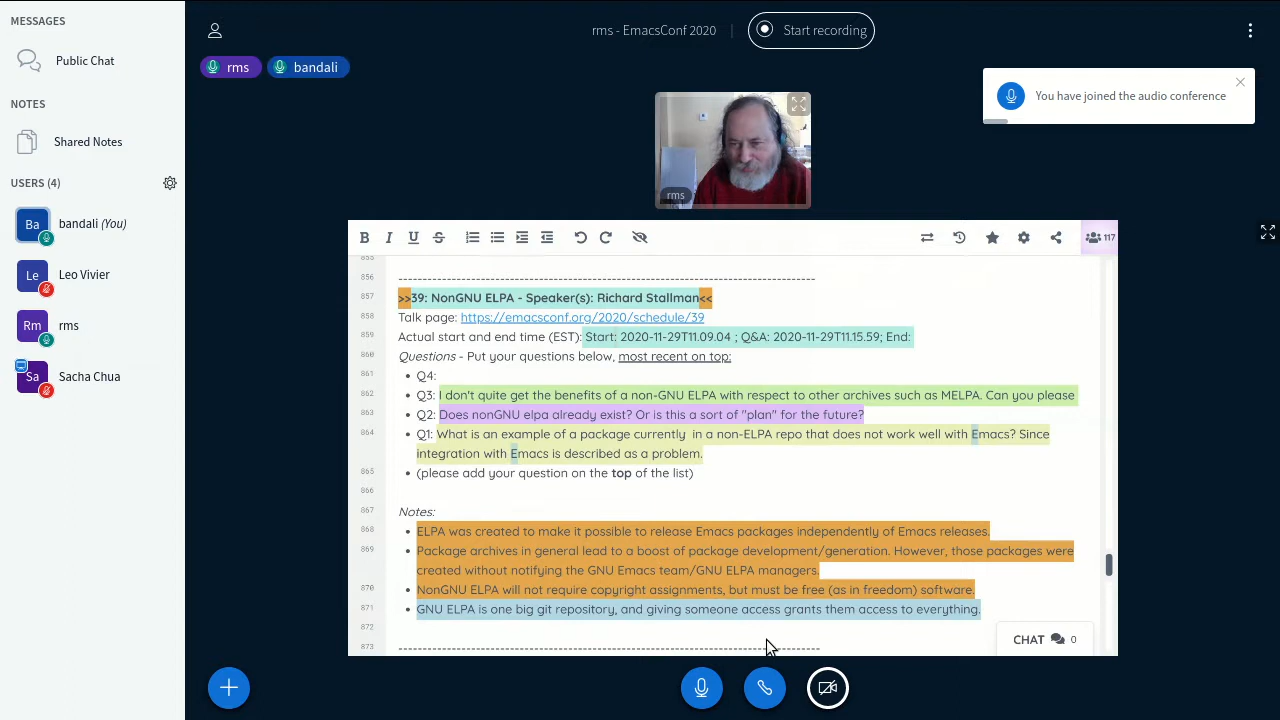 MESSAGES
Public Chat
NOTES
Shared Notes
USERS (4)
Ba bandali (You)
Le Leo Vivier
Rm rms
Sa Sacha Chua
rms - EmacsConf 2020 | Start recording
rms bandali
You have joined the audio conference
rms
B I U S 117
856 --------------------------------------------------------------------------------------
857 >>39: NonGNU ELPA - Speaker(s): Richard Stallman<<
858 Talk page: https://emacsconf.org/2020/schedule/39
859 Actual start and end time (EST): Start: 2020-11-29T11.09.04 ; Q&A: 2020-11-29T11.15.59; End:
860 Questions - Put your questions below, most recent on top:
861 • Q4:
862 • Q3: I don't quite get the benefits of a non-GNU ELPA with respect to other archives such as MELPA. Can you please
863 • Q2: Does nonGNU elpa already exist? Or is this a sort of "plan" for the future?
864 • Q1: What is an example of a package currently in a non-ELPA repo that does not work well with Emacs? Since
integration with Emacs is described as a problem.
865 • (please add your question on the top of the list)
866
867 Notes:
868 • ELPA was created to make it possible to release Emacs packages independently of Emacs releases.
869 • Package archives in general lead to a boost of package development/generation. However, those packages were
created without notifying the GNU Emacs team/GNU ELPA managers.
870 • NonGNU ELPA will not require copyright assignments, but must be free (as in freedom) software.
871 • GNU ELPA is one big git repository, and giving someone access grants them access to everything.
872
873 --------------------------------------------------------------------------------------
CHAT 0